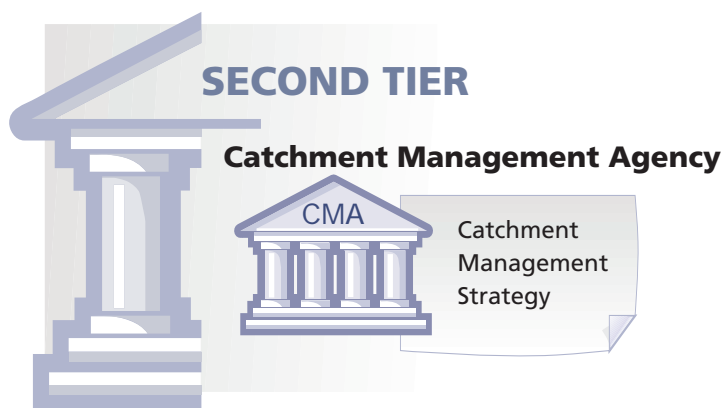 SECOND TIER
Catchment Management Agency
CMA
Catchment
Management
Strategy